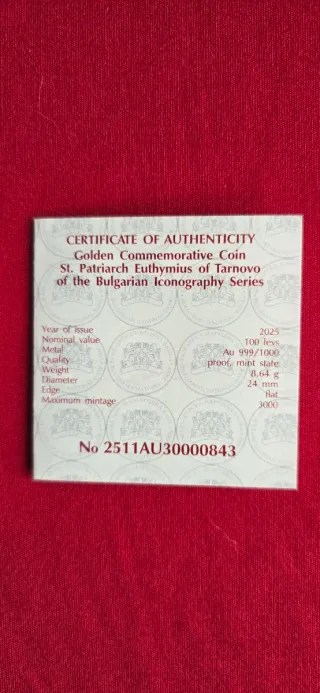 CERTIFICATE OF AUTHENTICITY
Golden Commemorative Coin
St. Patriarch Euthymius of Tarnovo
of the Bulgarian Iconography Series
Year of issue 2025
Nominal value 100 levs
Metal Au 999/1000
Quality proof, mint state
Weight 8.64 g
Diameter 24 mm
Edge flat
Maximum mintage 3000
No 2511AU30000843